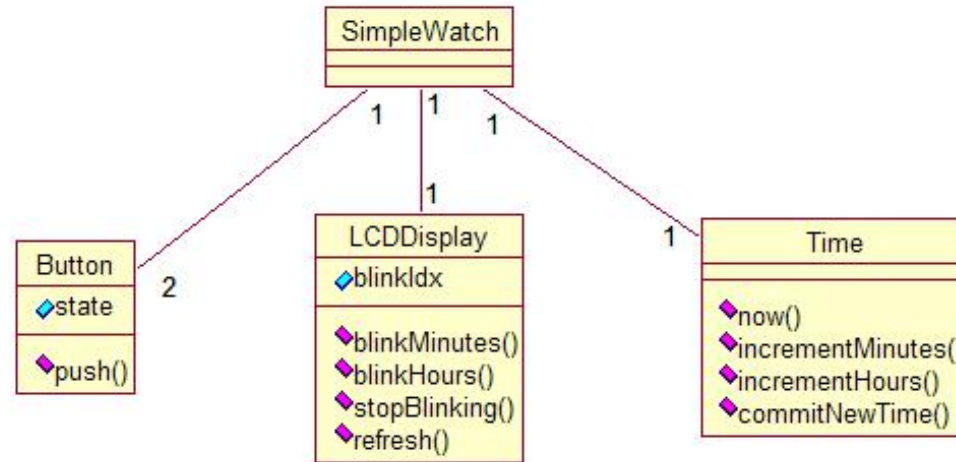 SimpleWatch
1
1
1
2
1
1
Button
state
push()
LCDDisplay
blinkIdx
blinkMinutes()
blinkHours()
stopBlinking()
refresh()
Time
now()
incrementMinutes(
incrementHours()
commitNewTime()